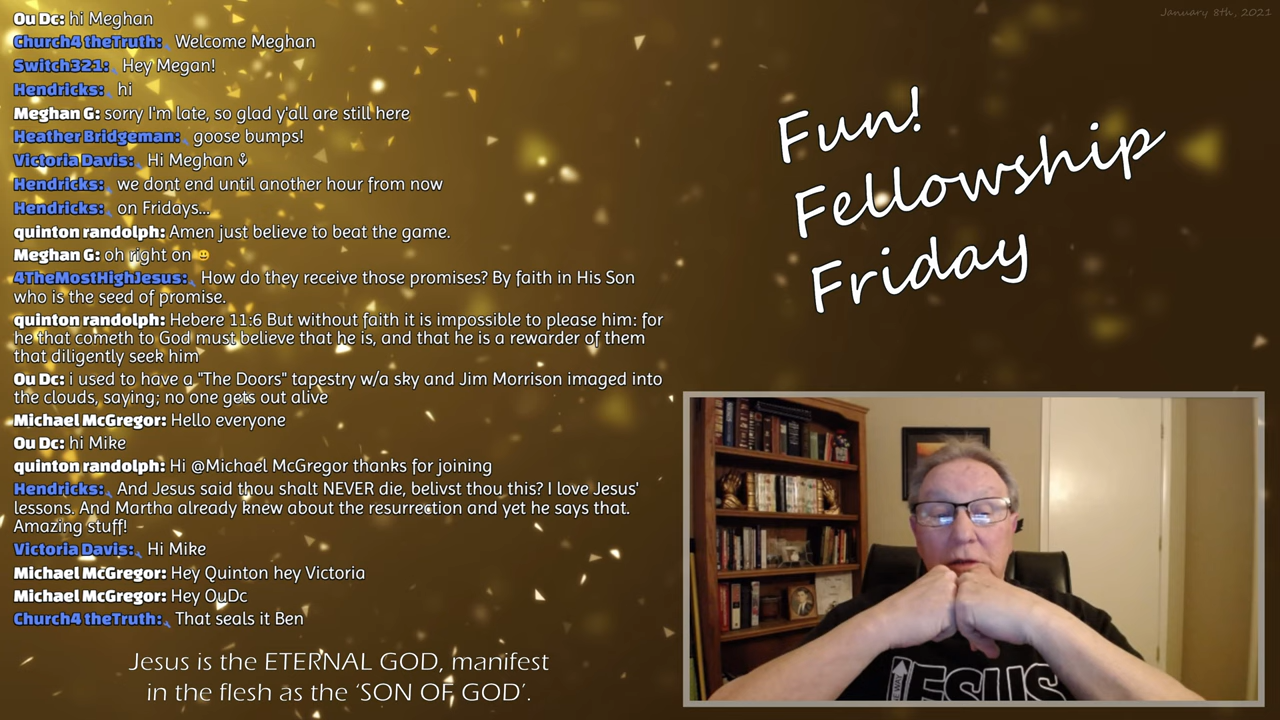 Ou Dc: hi Meghan
Church4 theTruth: Welcome Meghan
Switch321: Hey Megan!
Hendricks: hi
Meghan G: sorry I'm late, so glad y'all are still here
Heather Bridgeman: goose bumps!
Victoria Davis: Hi Meghan
Hendricks: we dont end until another hour from now
Hendricks: on Fridays...
quinton randolph: Amen just believe to beat the game.
Meghan G: oh right on
4TheMostHighJesus: How do they receive those promises? By faith in His Son
who is the seed of promise.
quinton randolph: Hebere 11:6 But without faith it is impossible to please him: for
he that cometh to God must believe that he is, and that he is a rewarder of them
that diligently seek him
Ou Dc: i used to have a "The Doors" tapestry w/a sky and Jim Morrison imaged into
the clouds, saying; no one gets out alive
Michael McGregor: Hello everyone
Ou Dc: hi Mike
quinton randolph: Hi @Michael McGregor thanks for joining
Hendricks: And Jesus said thou shalt NEVER die, belivst thou this? I love Jesus'
lessons. And Martha already knew about the resurrection and yet he says that.
Amazing stuff!
Victoria Davis: Hi Mike
Michael McGregor: Hey Quinton hey Victoria
Michael McGregor: Hey OuDc
Church4 theTruth: That seals it Ben
Jesus is the ETERNAL GOD, manifest
in the flesh as the ‘SON OF GOD’.
January 8th, 2021
Fun!
Fellowship
Friday
JESUS